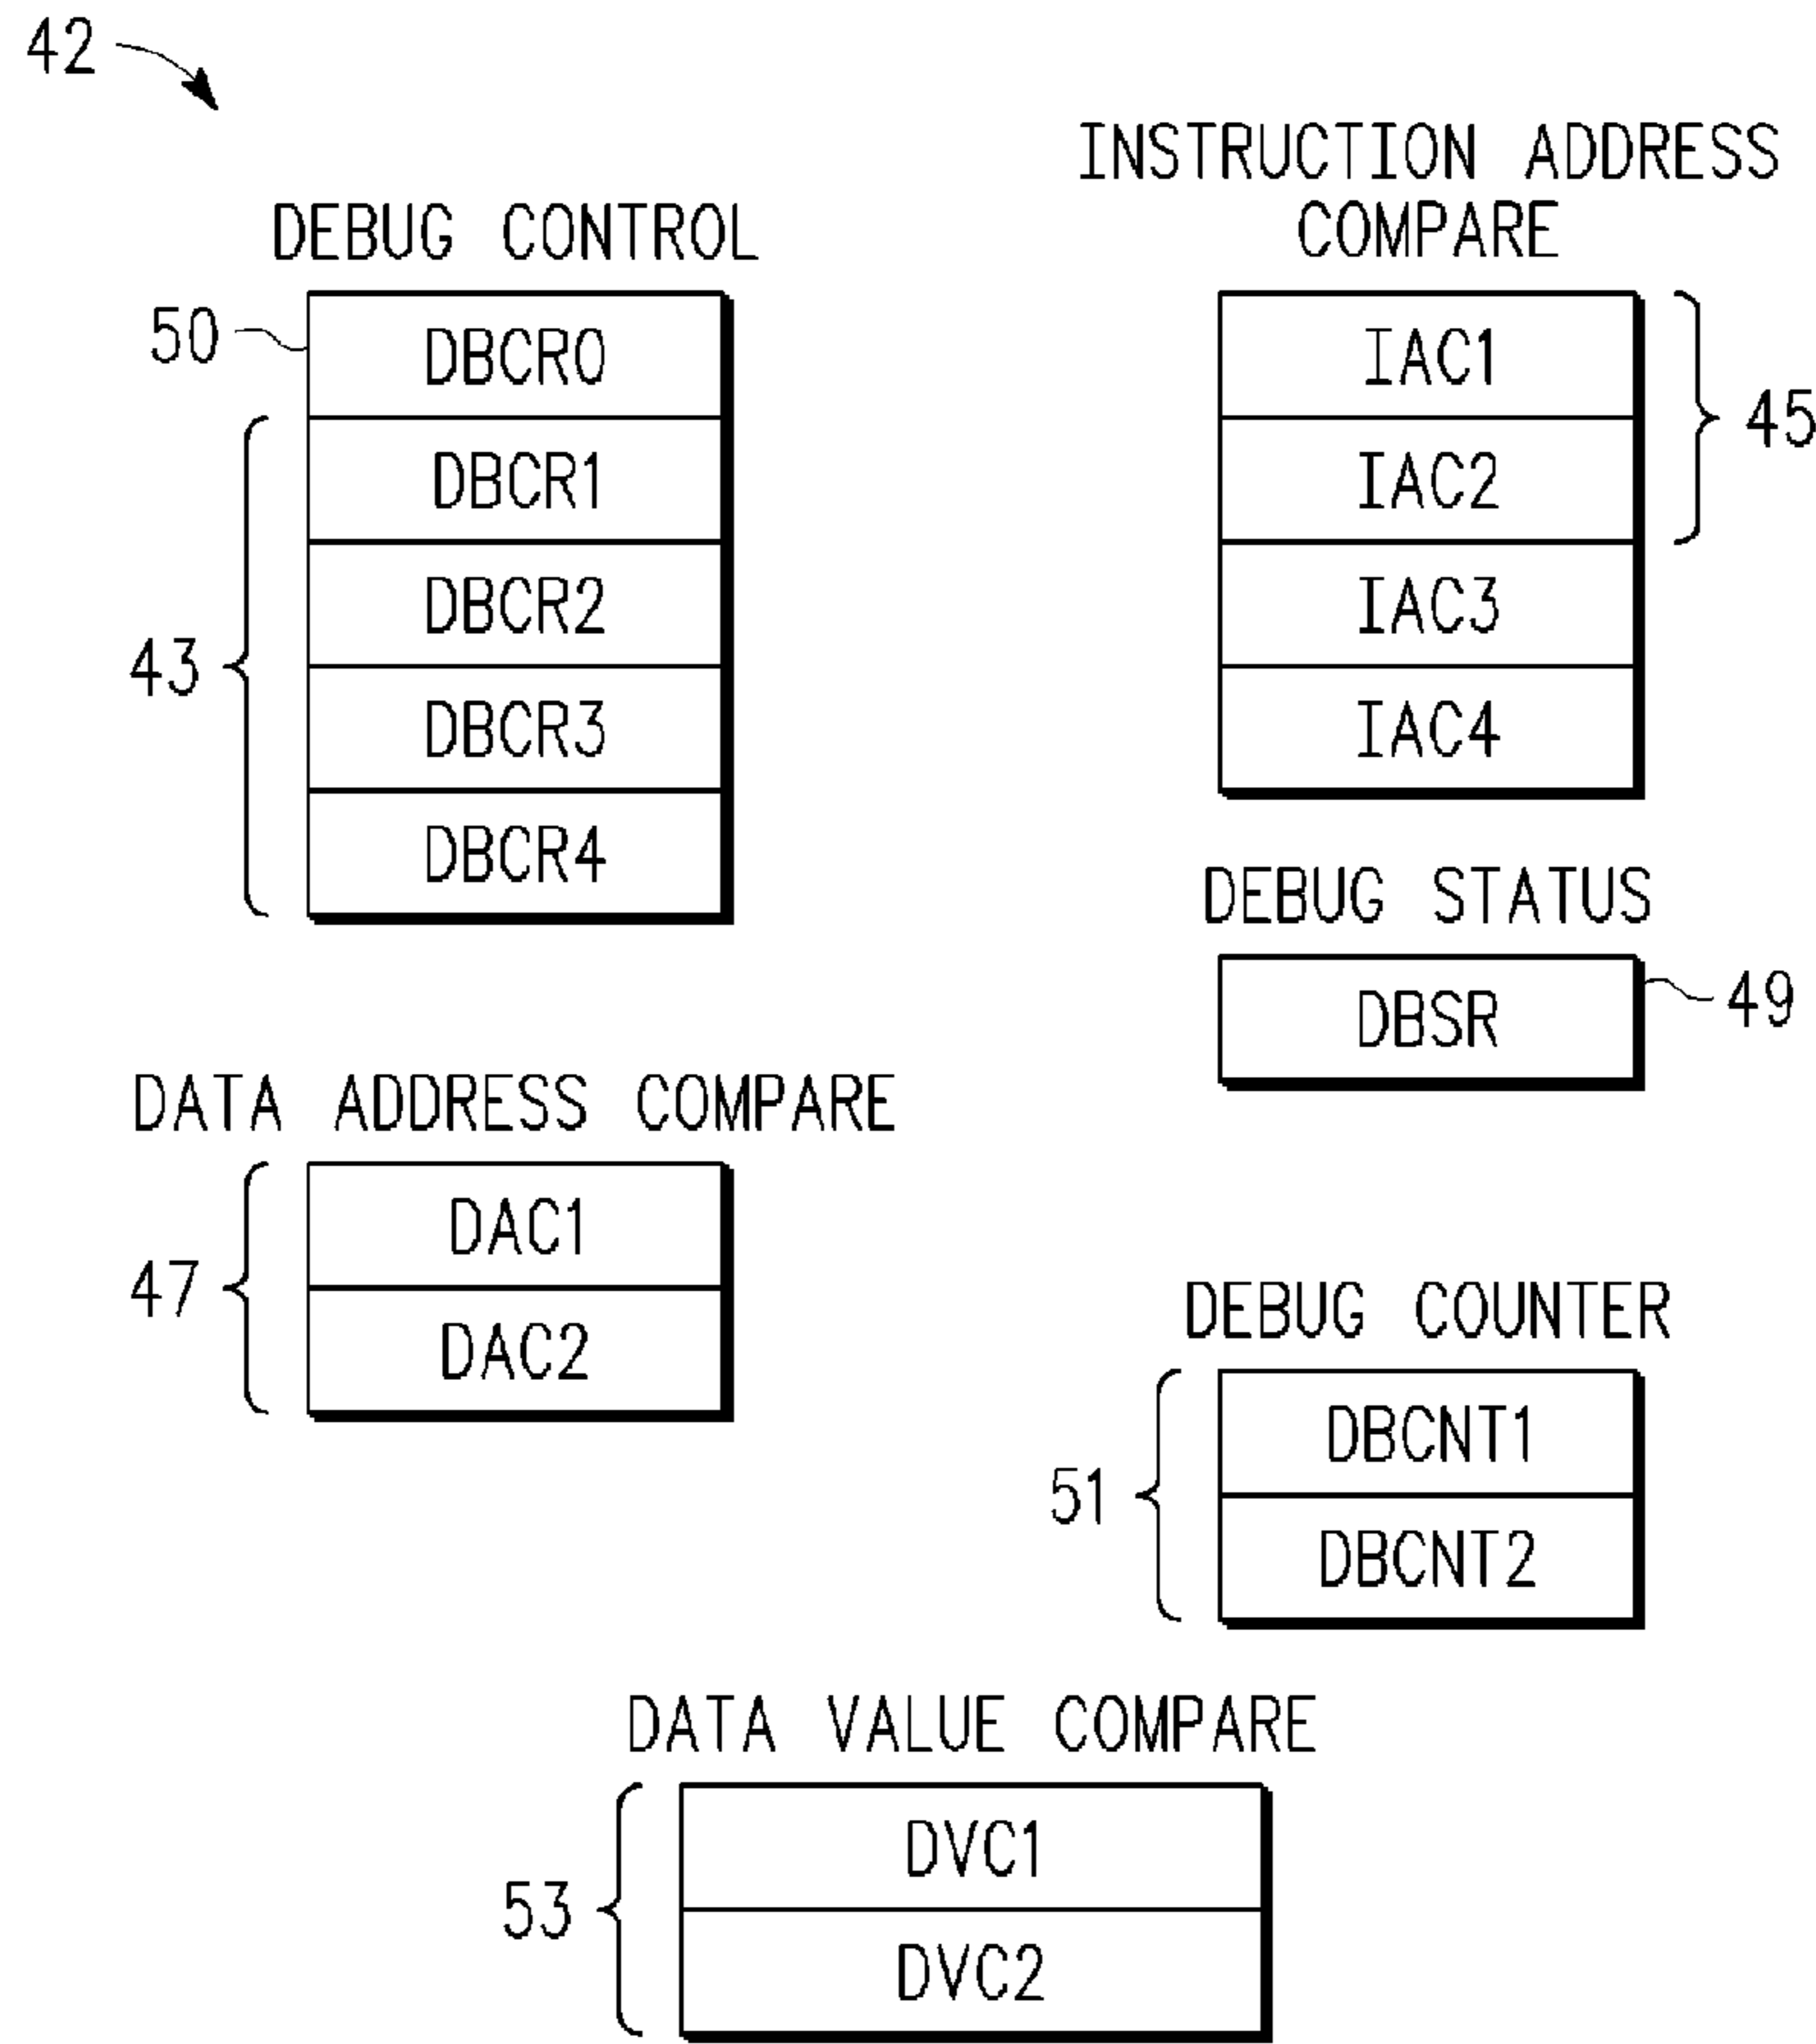 42
DEBUG CONTROL
50
DBCR0
DBCR1
DBCR2
43
DBCR3
DBCR4
INSTRUCTION ADDRESS
COMPARE
IAC1
45
IAC2
IAC3
IAC4
DEBUG STATUS
DBSR
49
DATA ADDRESS COMPARE
DAC1
47
DAC2
DEBUG COUNTER
DBCNT1
51
DBCNT2
DATA VALUE COMPARE
DVC1
53
DVC2